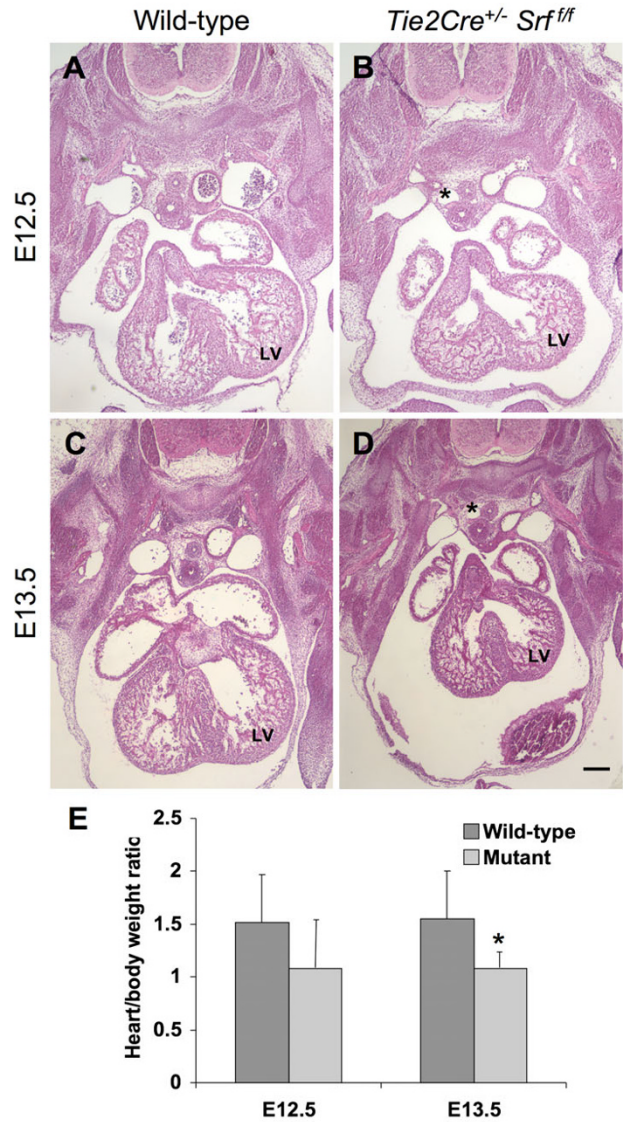 Wild-type
Tie2Cre+/- Srf f/f
A
B
*
E12.5
LV
LV
C
D
*
E13.5
LV
LV
E
Wild-type
Mutant
Heart/body weight ratio
2.5
2
1.5
1
0.5
0
*
E12.5
E13.5